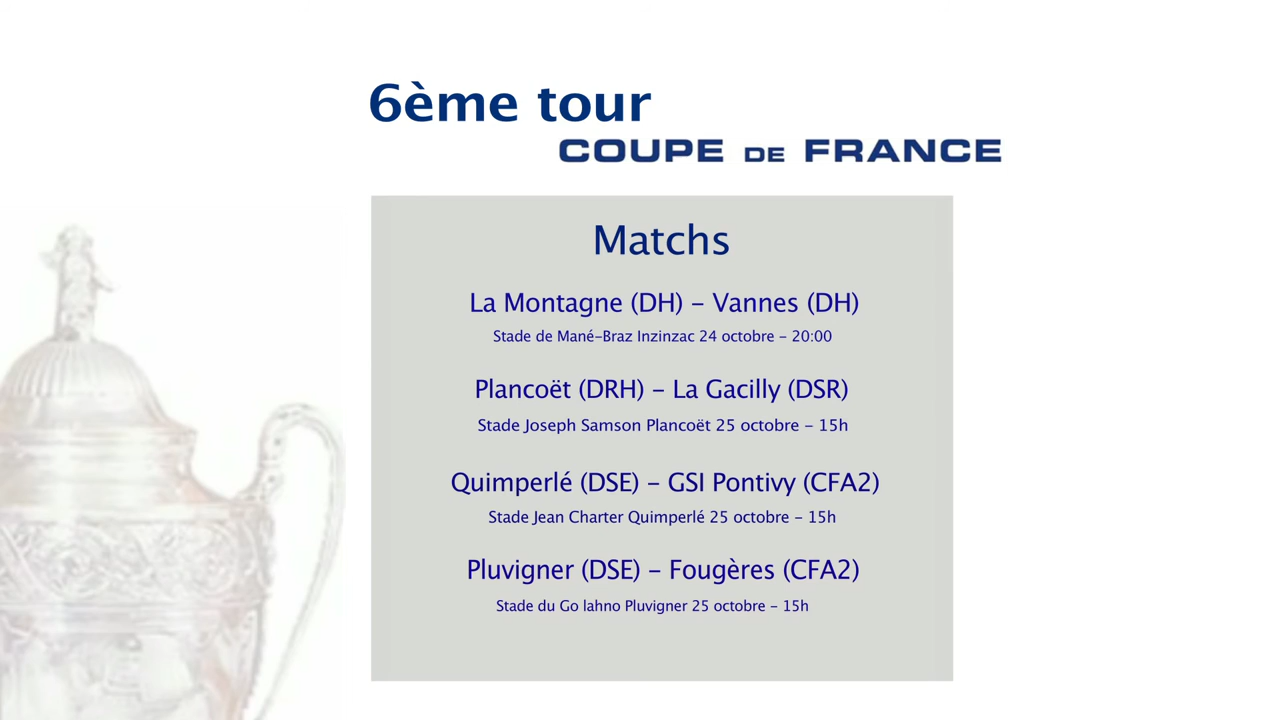 6ème tour
COUPE DE FRANCE
Matchs
La Montagne (DH) – Vannes (DH)
Stade de Mané-Braz Inzinzac 24 octobre – 20:00
Plancoët (DRH) – La Gacilly (DSR)
Stade Joseph Samson Plancoët 25 octobre – 15h
Quimperlé (DSE) – GSI Pontivy (CFA2)
Stade Jean Charter Quimperlé 25 octobre – 15h
Pluvigner (DSE) – Fougères (CFA2)
Stade du Go lahno Pluvigner 25 octobre – 15h